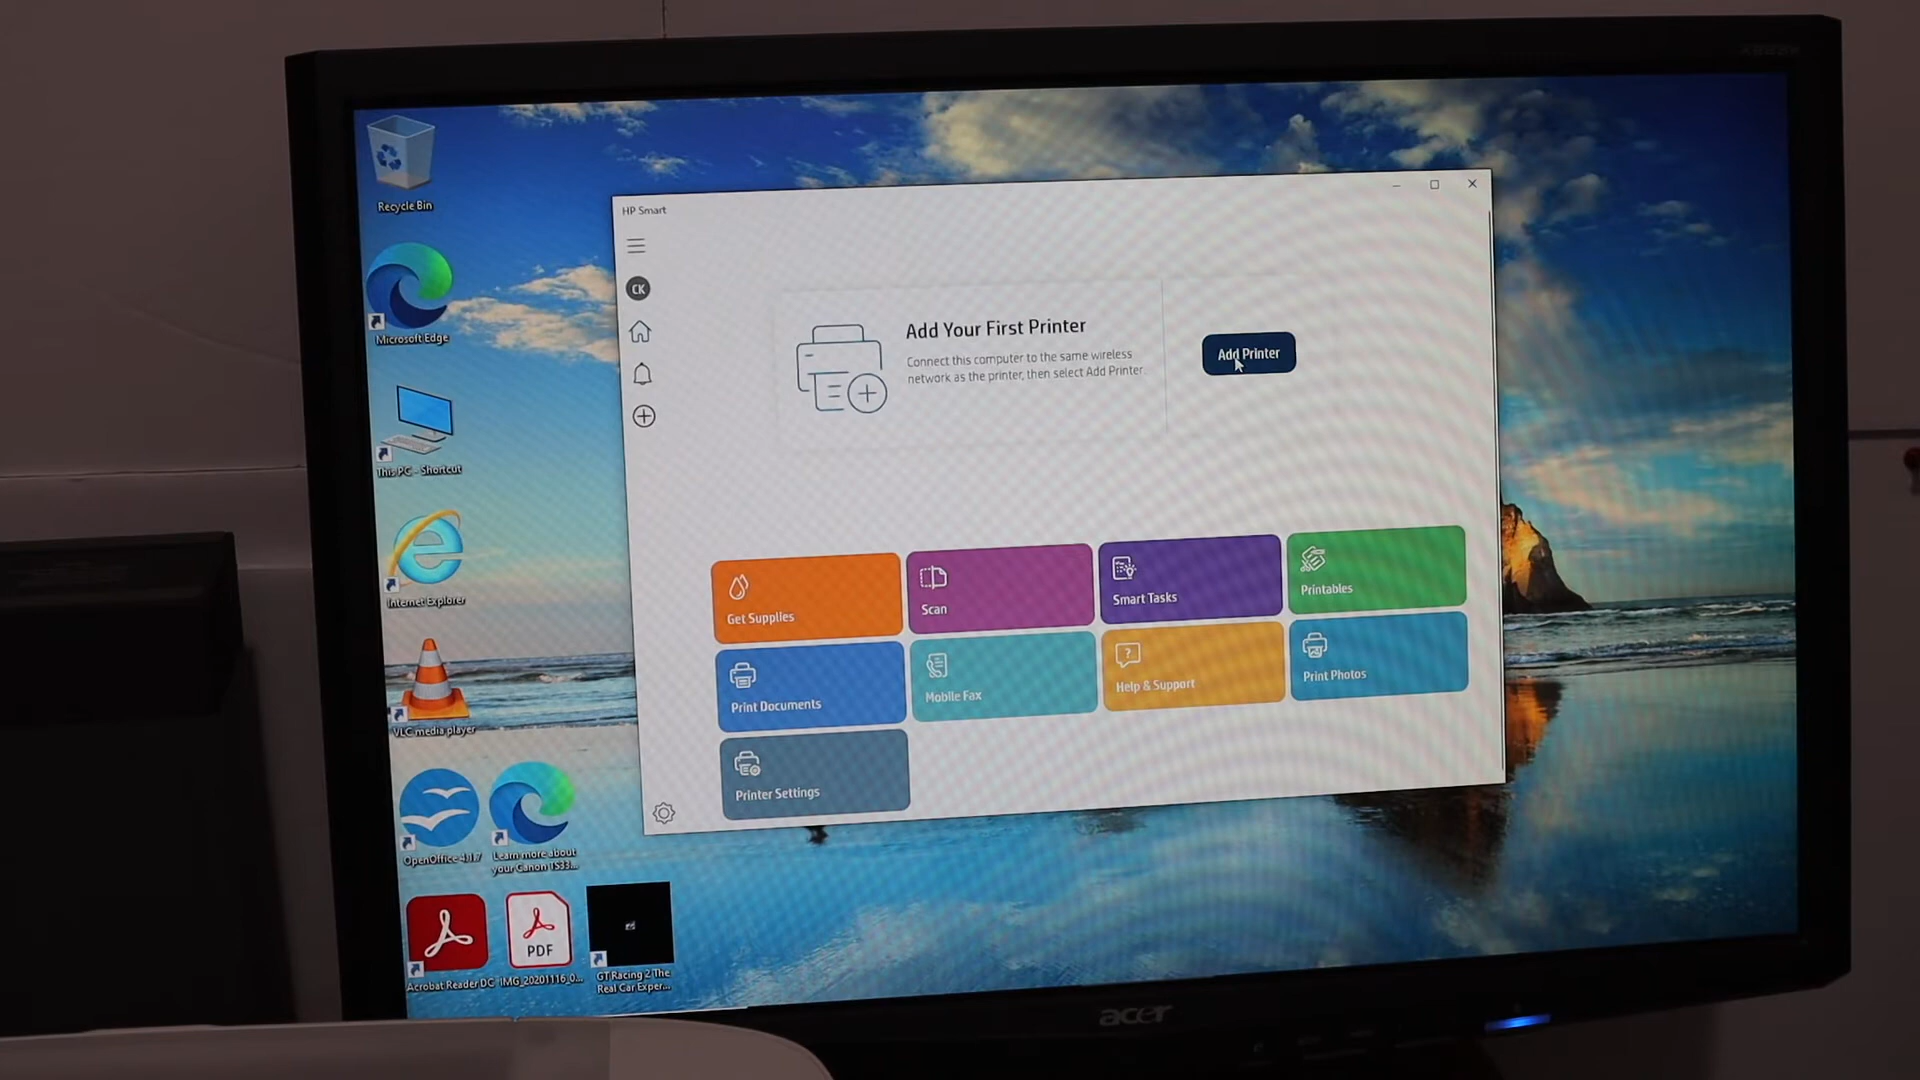 Recycle Bin
Microsoft Edge
This PC - Shortcut
Internet Explorer
VLC media player
OpenOffice 4.1.7
Learn more about
your Canon TS33...
PDF
Acrobat Reader DC
IMG_20201116_0...
GT Racing 2 The
Real Car Exper...
HP Smart
CK
Add Your First Printer
Connect this computer to the same wireless
network as the printer, then select Add Printer.
Add Printer
Get Supplies
Scan
Smart Tasks
Printables
Print Documents
Mobile Fax
Help & Support
Print Photos
Printer Settings
acer